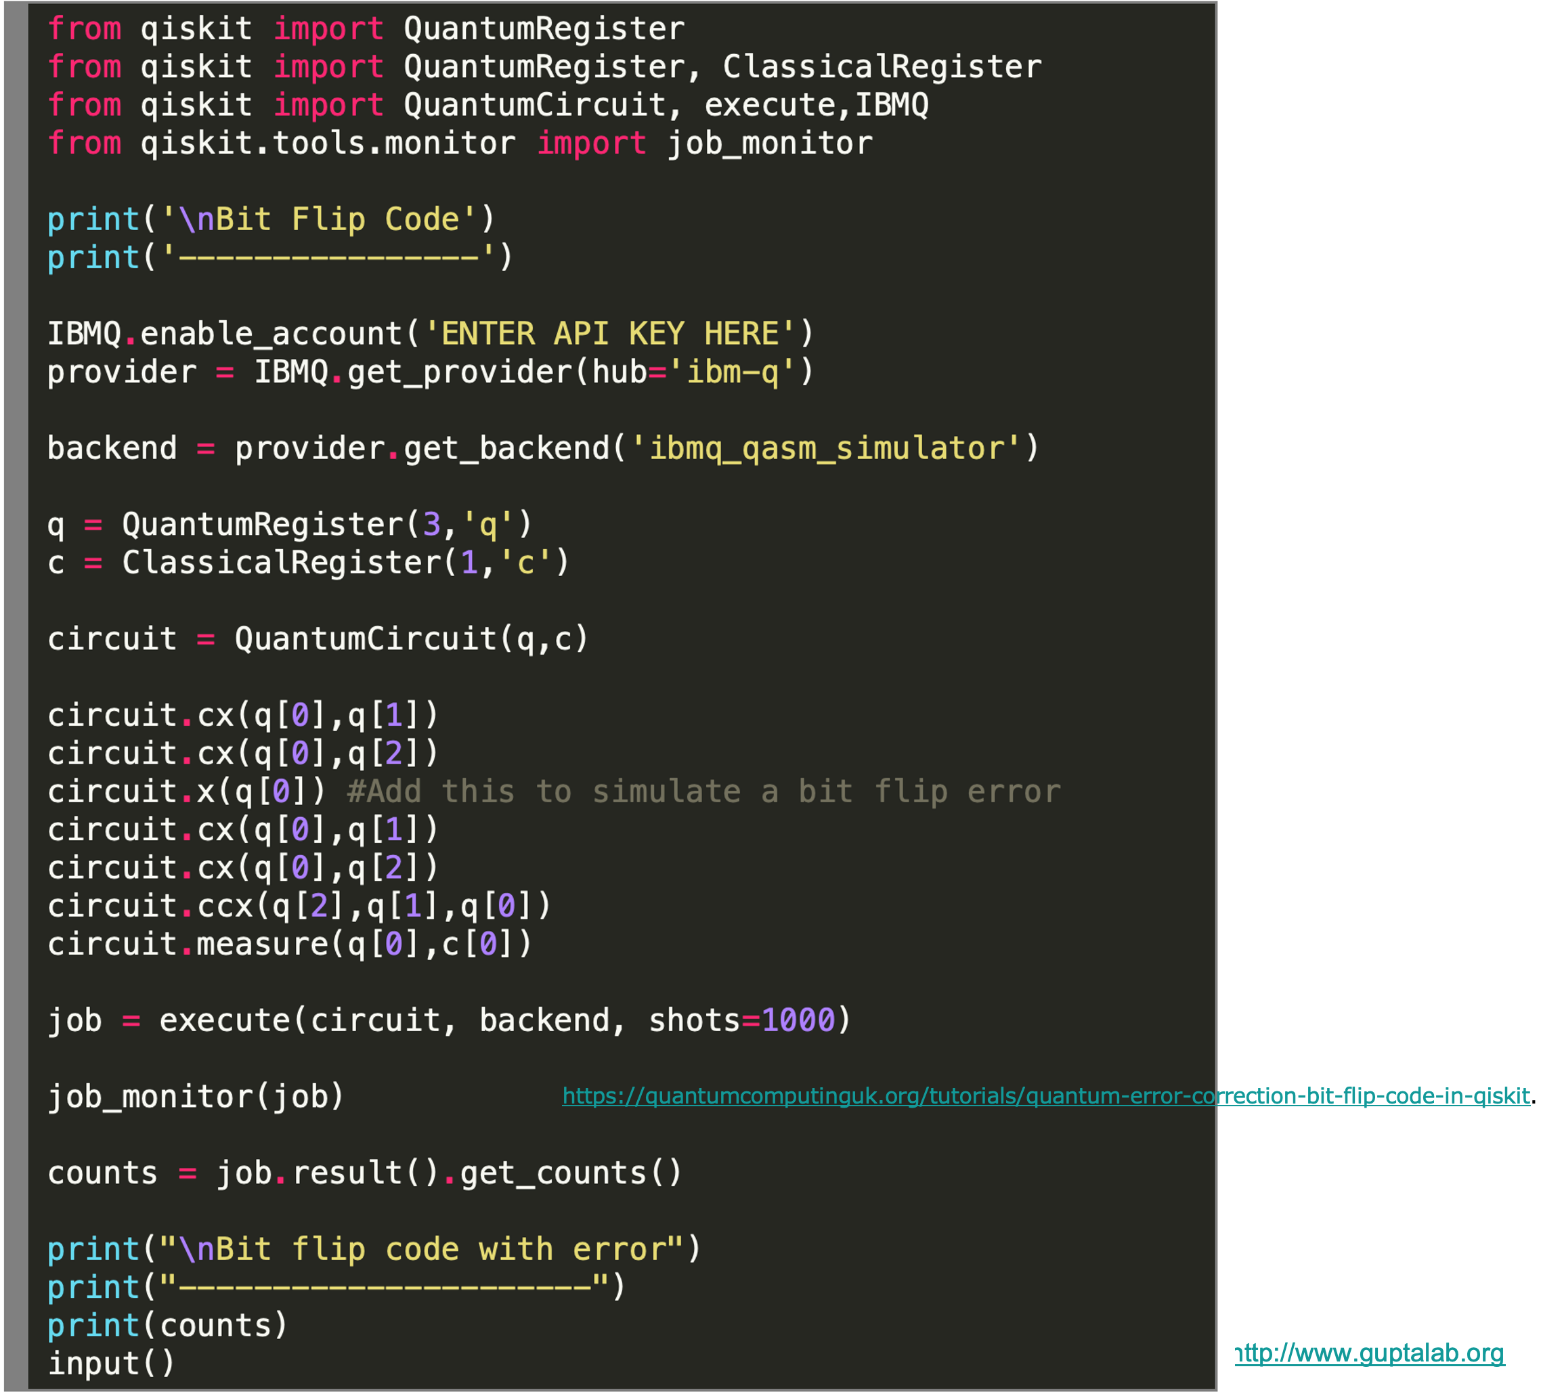 from qiskit import QuantumRegister
from qiskit import QuantumRegister, ClassicalRegister
from qiskit import QuantumCircuit, execute,IBMQ
from qiskit.tools.monitor import job_monitor
print('\nBit Flip Code')
print('----------------')
IBMQ.enable_account('ENTER API KEY HERE')
provider = IBMQ.get_provider(hub='ibm-q')
backend = provider.get_backend('ibmq_qasm_simulator')
q = QuantumRegister(3,'q')
c = ClassicalRegister(1,'c')
circuit = QuantumCircuit(q,c)
circuit.cx(q[0],q[1])
circuit.cx(q[0],q[2])
circuit.x(q[0]) #Add this to simulate a bit flip error
circuit.cx(q[0],q[1])
circuit.cx(q[0],q[2])
circuit.ccx(q[2],q[1],q[0])
circuit.measure(q[0],c[0])
job = execute(circuit, backend, shots=1000)
job_monitor(job)
https://quantumcomputinguk.org/tutorials/quantum-error-correction-bit-flip-code-in-qiskit.
counts = job.result().get_counts()
print("\nBit flip code with error")
print("----------------------")
print(counts)
input()
http://www.guptalab.org